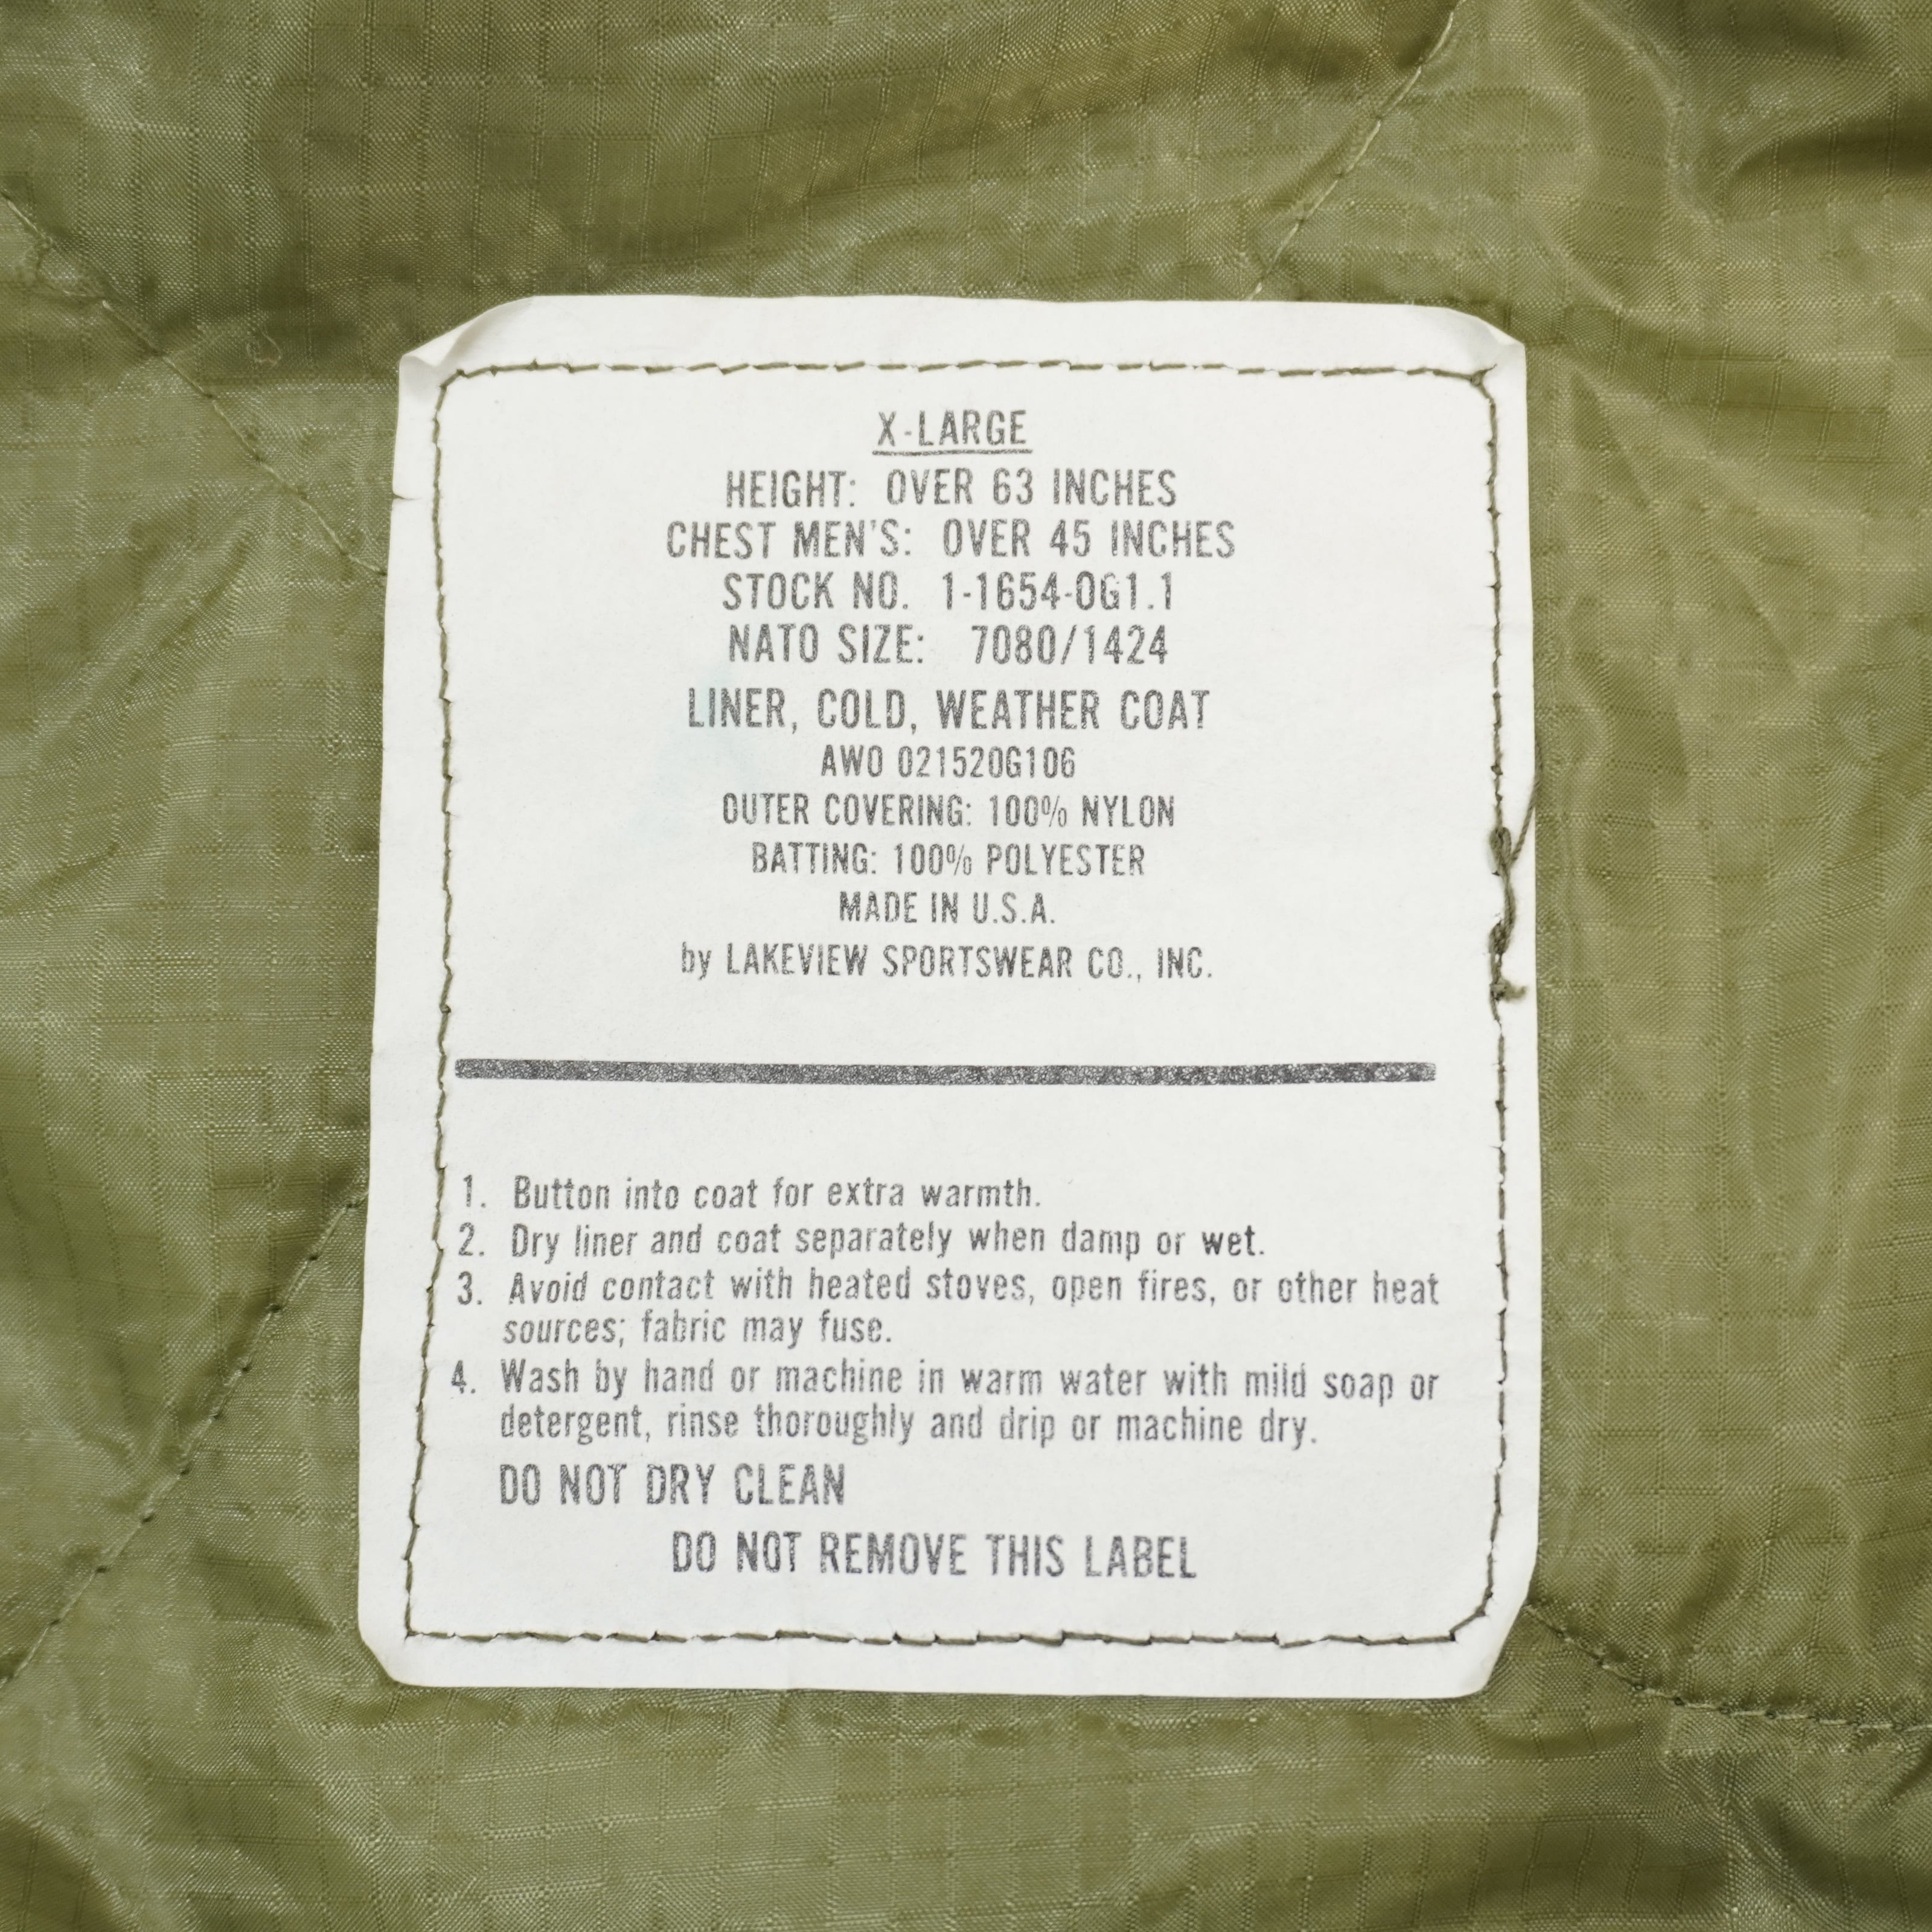 X-LARGE
HEIGHT: OVER 63 INCHES
CHEST MEN'S: OVER 45 INCHES
STOCK NO. 1-1654-OG1.1
NATO SIZE: 7080/1424
LINER, COLD, WEATHER COAT
AWO 021520G106
OUTER COVERING: 100% NYLON
BATTING: 100% POLYESTER
MADE IN U.S.A.
by LAKEVIEW SPORTSWEAR CO., INC.
1. Button into coat for extra warmth.
2. Dry liner and coat separately when damp or wet.
3. Avoid contact with heated stoves, open fires, or other heat
sources; fabric may fuse.
4. Wash by hand or machine in warm water with mild soap or
detergent, rinse thoroughly and drip or machine dry.
DO NOT DRY CLEAN
DO NOT REMOVE THIS LABEL